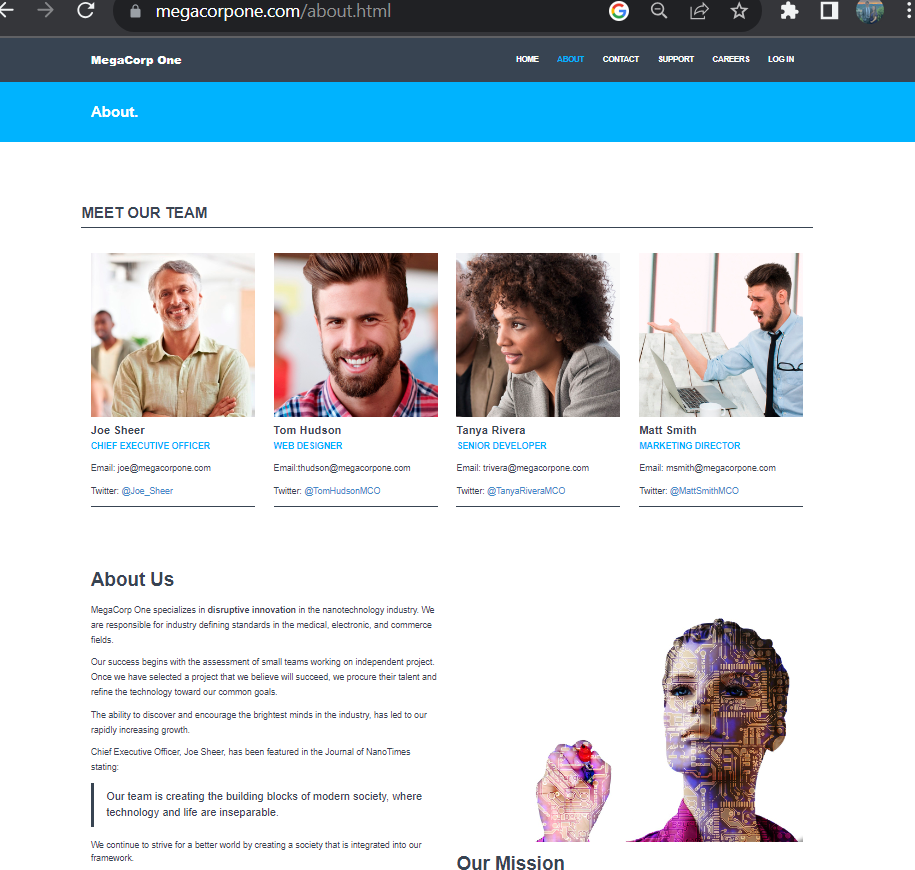 megacorpone.com/about.html
MegaCorp One
HOME ABOUT CONTACT SUPPORT CAREERS LOG IN
About.
MEET OUR TEAM
Joe Sheer
CHIEF EXECUTIVE OFFICER
Email: joe@megacorpone.com
Twitter: @Joe_Sheer
Tom Hudson
WEB DESIGNER
Email:thudson@megacorpone.com
Twitter: @TomHudsonMCO
Tanya Rivera
SENIOR DEVELOPER
Email: trivera@megacorpone.com
Twitter: @TanyaRiveraMCO
Matt Smith
MARKETING DIRECTOR
Email: msmith@megacorpone.com
Twitter: @MattSmithMCO
About Us
MegaCorp One specializes in disruptive innovation in the nanotechnology industry. We
are responsible for industry defining standards in the medical, electronic, and commerce
fields.
Our success begins with the assessment of small teams working on independent project.
Once we have selected a project that we believe will succeed, we procure their talent and
refine the technology toward our common goals.
The ability to discover and encourage the brightest minds in the industry, has led to our
rapidly increasing growth.
Chief Executive Officer, Joe Sheer, has been featured in the Journal of NanoTimes
stating:
Our team is creating the building blocks of modern society, where
technology and life are inseparable.
We continue to strive for a better world by creating a society that is integrated into our
framework.
Our Mission